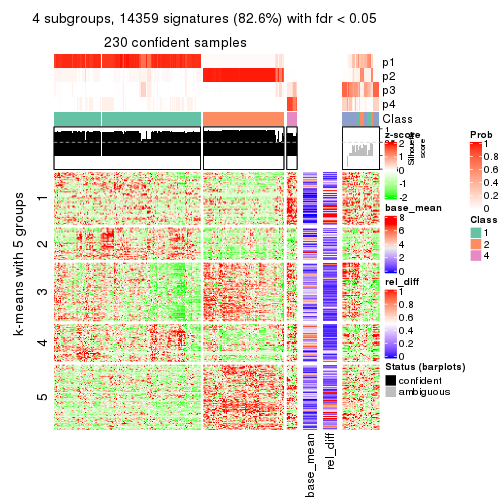 4 subgroups, 14359 signatures (82.6%) with fdr < 0.05
230 confident samples
p1
p2
p3
p4
Class
1
Silhouette score
k-means with 5 groups
1
2
3
4
5
base_mean
rel_diff
z-score
2
1
0
-1
-2
base_mean
8
6
4
2
0
rel_diff
1
0.8
0.6
0.4
0.2
0
Status (barplots)
confident
ambiguous
Prob
1
0.8
0.6
0.4
0.2
0
Class
1
2
4